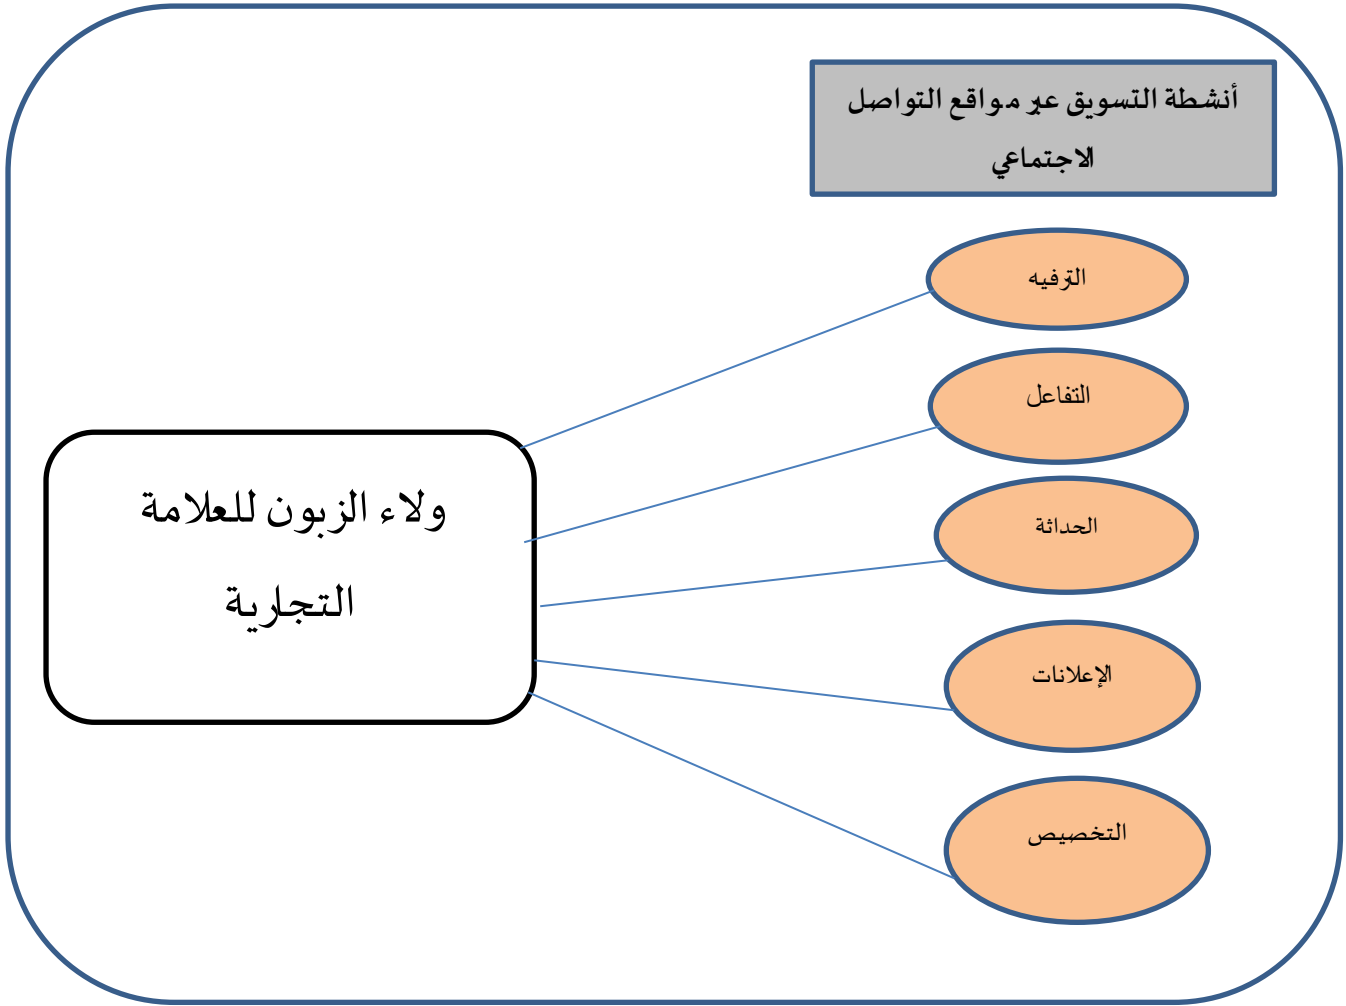 أنشطة التسويق عبر مواقع التواصل
الاجتماعي
الترفيه
التفاعل
الحداثة
الإعلانات
التخصيص
ولاء الزبون للعلامة
التجارية